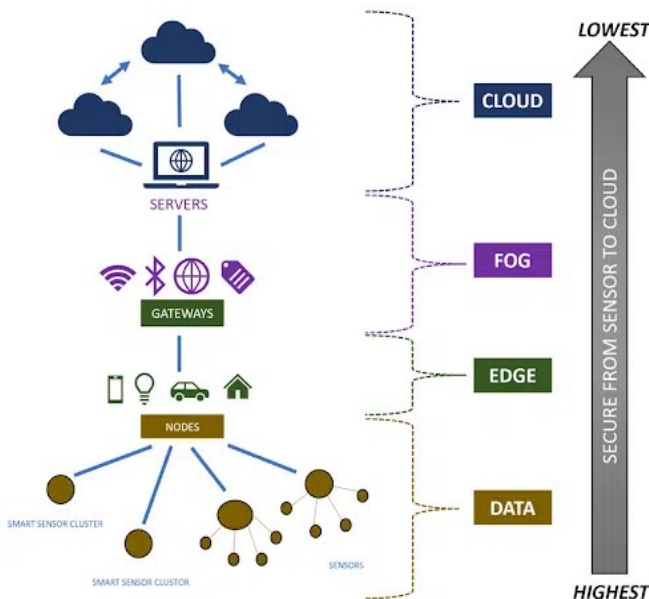 LOWEST
CLOUD
SERVERS
FOG
GATEWAYS
EDGE
NODES
DATA
SMART SENSOR CLUSTER
SMART SENSOR CLUSTOR
SENSORS
SECURE FROM SENSOR TO CLOUD
HIGHEST